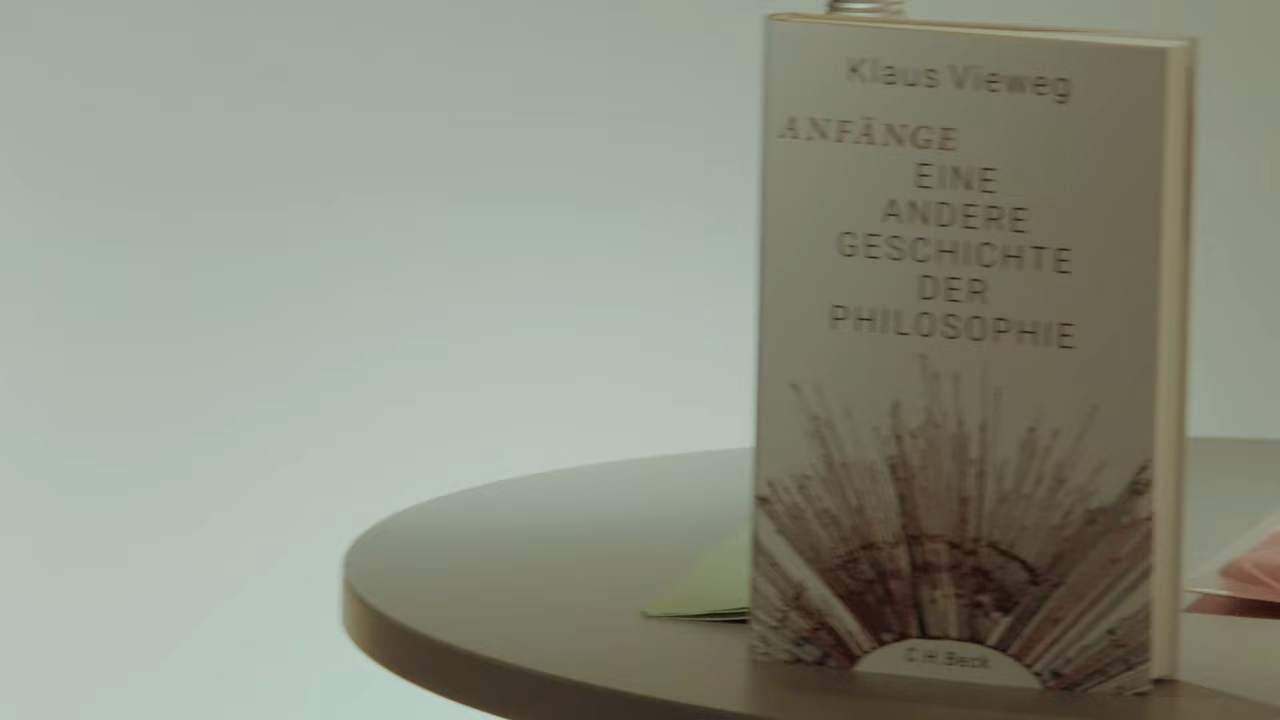 Klaus Vieweg
ANFÄNGE
EINE
ANDERE
GESCHICHTE
DER
PHILOSOPHIE
C.H.Beck